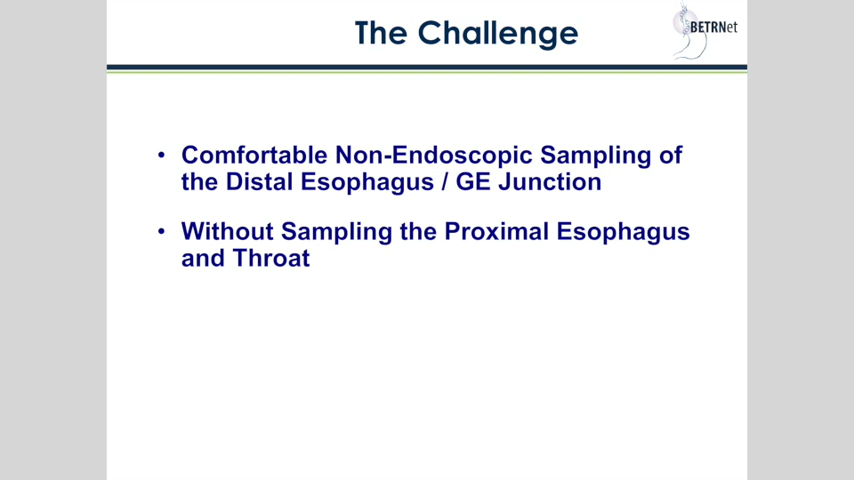 The Challenge
BETRNet
• Comfortable Non-Endoscopic Sampling of
the Distal Esophagus / GE Junction
• Without Sampling the Proximal Esophagus
and Throat